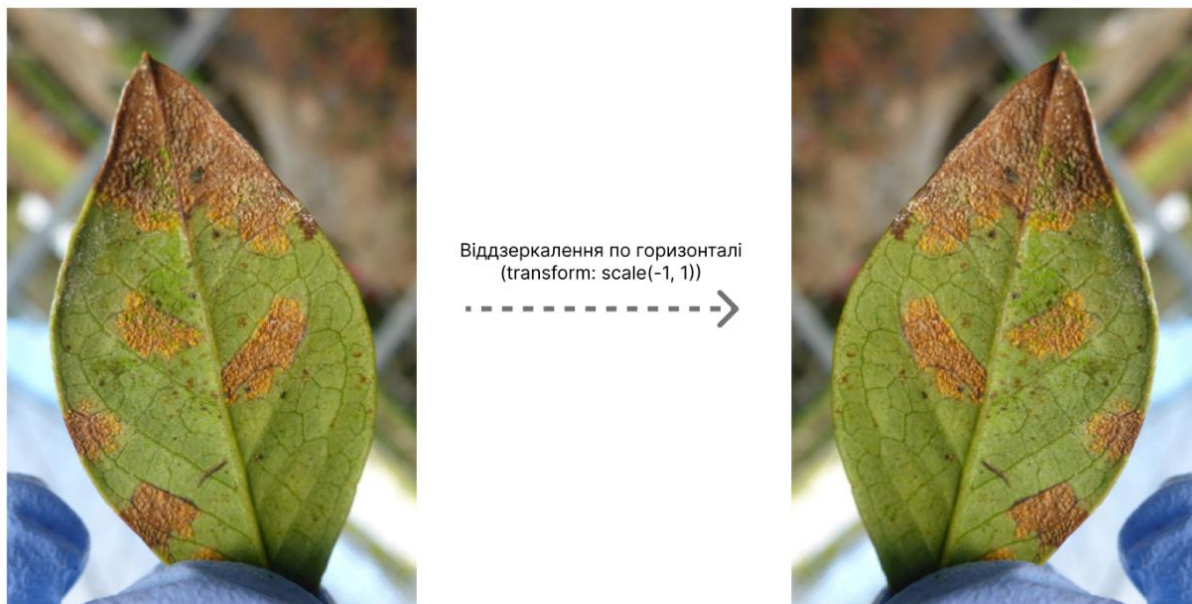 Віддзеркалення по горизонталі
(transform: scale(-1, 1))